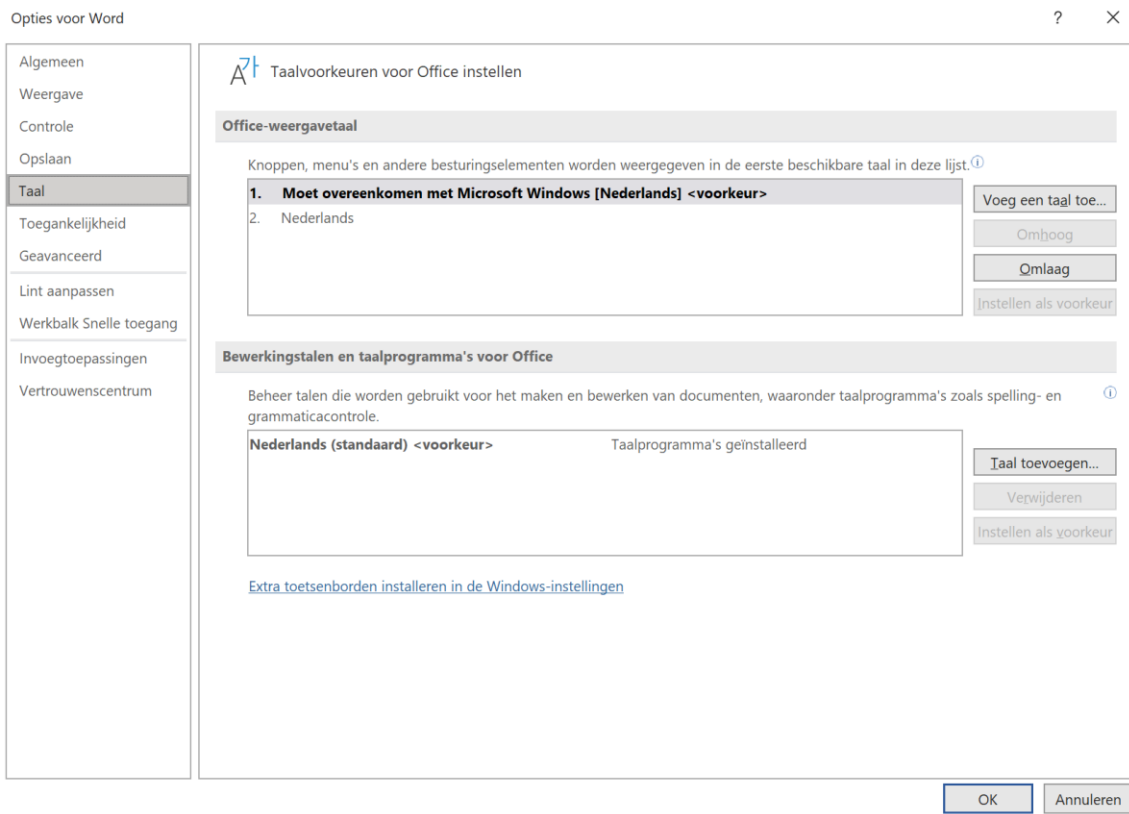 Opties voor Word
?
Algemeen
Weergave
Controle
Opslaan
Taal
Toegankelijkheid
Geavanceerd
Lint aanpassen
Werkbalk Snelle toegang
Invoegtoepassingen
Vertrouwenscentrum
Taalvoorkeuren voor Office instellen
Office-weergavetaal
Knoppen, menu's en andere besturingselementen worden weergegeven in de eerste beschikbare taal in deze lijst.
1. Moet overeenkomen met Microsoft Windows [Nederlands] <voorkeur>
2. Nederlands
Voeg een taal toe...
Omhoog
Omlaag
Instellen als voorkeur
Bewerkingstalen en taalprogramma's voor Office
Beheer talen die worden gebruikt voor het maken en bewerken van documenten, waaronder taalprogramma's zoals spelling- en
grammaticacontrole.
Nederlands (standaard) <voorkeur> Taalprogramma's geïnstalleerd
Taal toevoegen...
Verwijderen
Instellen als voorkeur
Extra toetsenborden installeren in de Windows-instellingen
OK
Annuleren